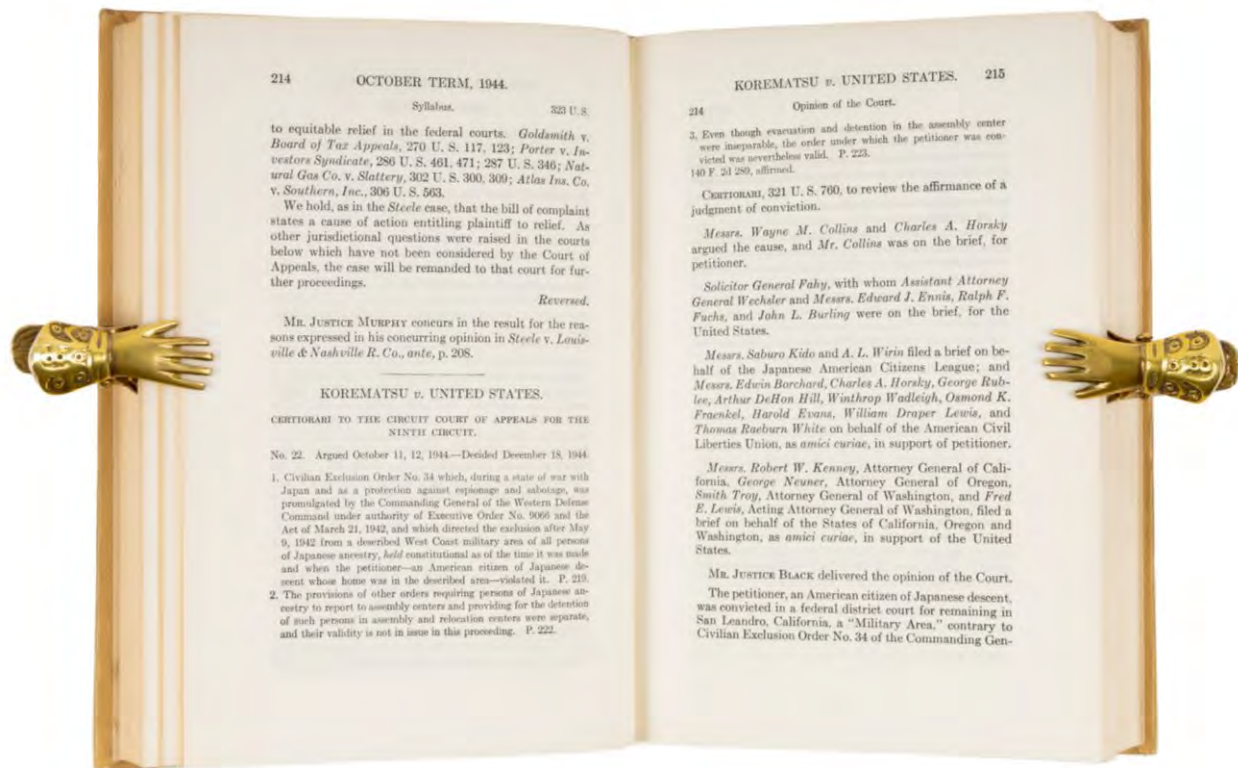 214
OCTOBER TERM, 1944.
Syllabus.
323 U. S.
to equitable relief in the federal courts. Goldsmith v.
Board of Tax Appeals, 270 U. S. 117, 123; Porter v. In-
vestors Syndicate, 286 U. S. 461, 471; 287 U. S. 346; Nat-
ural Gas Co. v. Slattery, 302 U. S. 300, 309; Atlas Ins. Co.
v. Southern, Inc., 306 U. S. 563.
We hold, as in the Steele case, that the bill of complaint
states a cause of action entitling plaintiff to relief. As
other jurisdictional questions were raised in the courts
below which have not been considered by the Court of
Appeals, the case will be remanded to that court for fur-
ther proceedings.
Reversed.
MR. JUSTICE MURPHY concurs in the result for the rea-
sons expressed in his concurring opinion in Steele v. Louis-
ville & Nashville R. Co., ante, p. 208.
KOREMATSU v. UNITED STATES.
CERTIORARI TO THE CIRCUIT COURT OF APPEALS FOR THE
NINTH CIRCUIT.
No. 22. Argued October 11, 12, 1944.—Decided December 18, 1944.
1. Civilian Exclusion Order No. 34 which, during a state of war with
Japan and as a protection against espionage and sabotage, was
promulgated by the Commanding General of the Western Defense
Command under authority of Executive Order No. 9066 and the
Act of March 21, 1942, and which directed the exclusion after May
9, 1942 from a described West Coast military area of all persons
of Japanese ancestry, held constitutional as of the time it was made
and when the petitioner—an American citizen of Japanese de-
scent whose home was in the described area—violated it. P. 219.
2. The provisions of other orders requiring persons of Japanese an-
cestry to report to assembly centers and providing for the detention
of such persons in assembly and relocation centers were separate,
and their validity is not in issue in this proceeding. P. 222.
KOREMATSU v. UNITED STATES.
215
214
Opinion of the Court.
3. Even though evacuation and detention in the assembly center
were inseparable, the order under which the petitioner was con-
victed was nevertheless valid. P. 223.
140 F. 2d 289, affirmed.
CERTIORARI, 321 U. S. 760, to review the affirmance of a
judgment of conviction.
Messrs. Wayne M. Collins and Charles A. Horsky
argued the cause, and Mr. Collins was on the brief, for
petitioner.
Solicitor General Fahy, with whom Assistant Attorney
General Wechsler and Messrs. Edward J. Ennis, Ralph F.
Fuchs, and John L. Burling were on the brief, for the
United States.
Messrs. Saburo Kido and A. L. Wirin filed a brief on be-
half of the Japanese American Citizens League; and
Messrs. Edwin Borchard, Charles A. Horsky, George Rub-
lee, Arthur DeHon Hill, Winthrop Wadleigh, Osmond K.
Fraenkel, Harold Evans, William Draper Lewis, and
Thomas Raeburn White on behalf of the American Civil
Liberties Union, as amici curiae, in support of petitioner.
Messrs. Robert W. Kenney, Attorney General of Cali-
fornia, George Neuner, Attorney General of Oregon,
Smith Troy, Attorney General of Washington, and Fred
E. Lewis, Acting Attorney General of Washington, filed a
brief on behalf of the States of California, Oregon and
Washington, as amici curiae, in support of the United
States.
MR. JUSTICE BLACK delivered the opinion of the Court.
The petitioner, an American citizen of Japanese descent,
was convicted in a federal district court for remaining in
San Leandro, California, a "Military Area," contrary to
Civilian Exclusion Order No. 34 of the Commanding Gen-